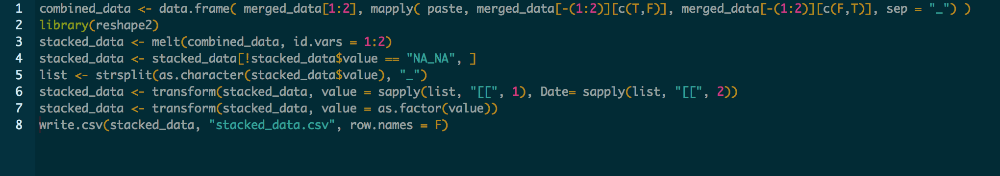 1 combined_data <- data.frame( merged_data[1:2], mapply( paste, merged_data[-(1:2)][c(T,F)], merged_data[-(1:2)][c(F,T)], sep = "_") )
2 library(reshape2)
3 stacked_data <- melt(combined_data, id.vars = 1:2)
4 stacked_data <- stacked_data[!stacked_data$value == "NA_NA", ]
5 list <- strsplit(as.character(stacked_data$value), "_")
6 stacked_data <- transform(stacked_data, value = sapply(list, "[[", 1), Date= sapply(list, "[[", 2))
7 stacked_data <- transform(stacked_data, value = as.factor(value))
8 write.csv(stacked_data, "stacked_data.csv", row.names = F)